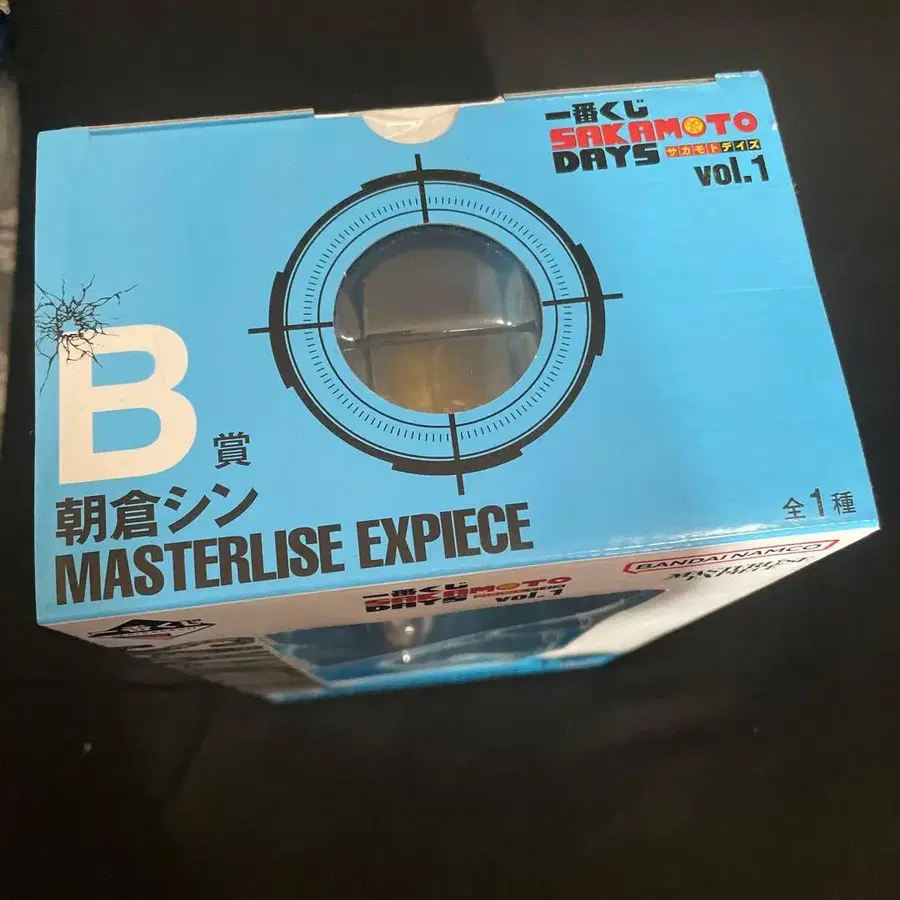 一番くじ
SAKAMOTO
DAYS サカモトデイズ
vol.1
B賞
朝倉シン
MASTERLISE EXPIECE
全1種
BANDAI NAMCO
一番くじ
SAKAMOTO
DAYS vol.1